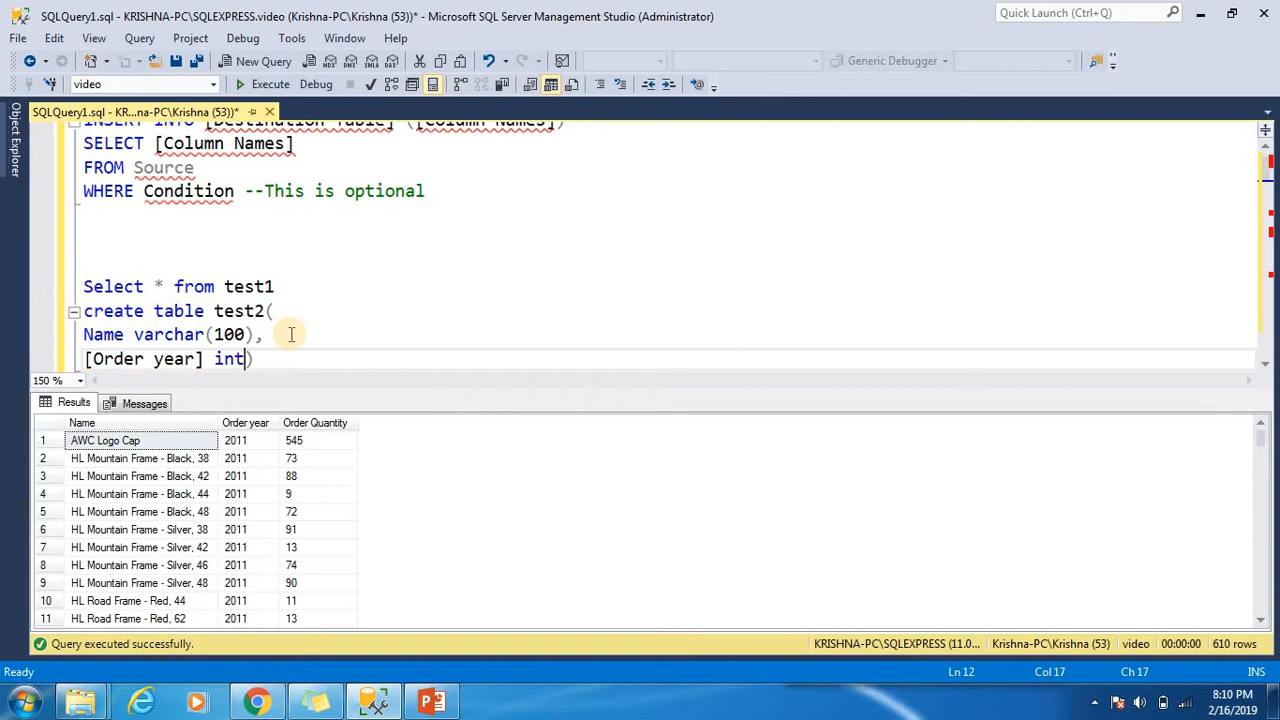 SQLQuery1.sql - KRISHNA-PC\SQLEXPRESS.video (Krishna-PC\Krishna (53))* - Microsoft SQL Server Management Studio (Administrator)
Quick Launch (Ctrl+Q)
File Edit View Query Project Debug Tools Window Help
New Query
Generic Debugger
video
Execute Debug
SQLQuery1.sql - KR...na-PC\Krishna (53))*
Object Explorer
INSERT INTO [Destination Table] ([Column Names])
SELECT [Column Names]
FROM Source
WHERE Condition --This is optional
Select * from test1
create table test2(
Name varchar(100),
[Order year] int)
150 %
Results Messages
Name Order year Order Quantity
1 AWC Logo Cap 2011 545
2 HL Mountain Frame - Black, 38 2011 73
3 HL Mountain Frame - Black, 42 2011 88
4 HL Mountain Frame - Black, 44 2011 9
5 HL Mountain Frame - Black, 48 2011 72
6 HL Mountain Frame - Silver, 38 2011 91
7 HL Mountain Frame - Silver, 42 2011 13
8 HL Mountain Frame - Silver, 46 2011 74
9 HL Mountain Frame - Silver, 48 2011 90
10 HL Road Frame - Red, 44 2011 11
11 HL Road Frame - Red, 62 2011 13
Query executed successfully. KRISHNA-PC\SQLEXPRESS (11.0... Krishna-PC\Krishna (53) video 00:00:00 610 rows
Ready Ln 12 Col 17 Ch 17 INS
8:10 PM
2/16/2019